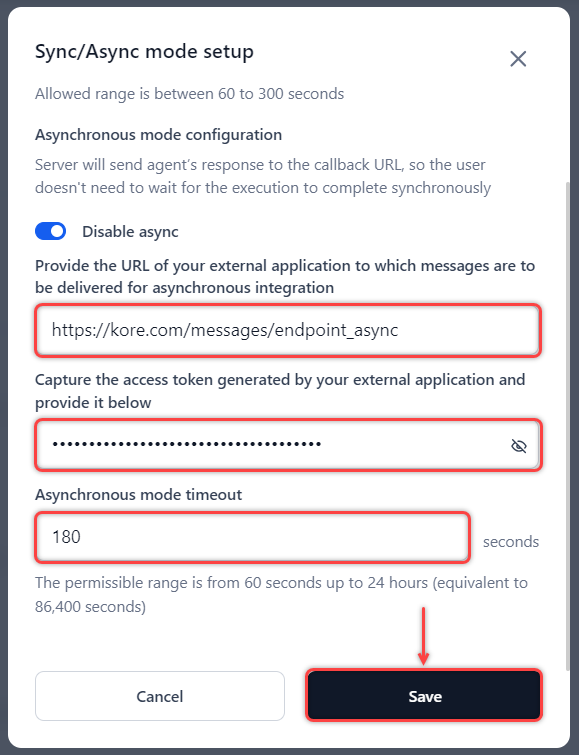 Sync/Async mode setup
Allowed range is between 60 to 300 seconds
Asynchronous mode configuration
Server will send agent's response to the callback URL, so the user
doesn't need to wait for the execution to complete synchronously
Disable async
Provide the URL of your external application to which messages are to
be delivered for asynchronous integration
https://kore.com/messages/endpoint_async
Capture the access token generated by your external application and
provide it below
••••••••••••••••••••••••••••••••••••
Asynchronous mode timeout
180
seconds
The permissible range is from 60 seconds up to 24 hours (equivalent to
86,400 seconds)
Cancel
Save